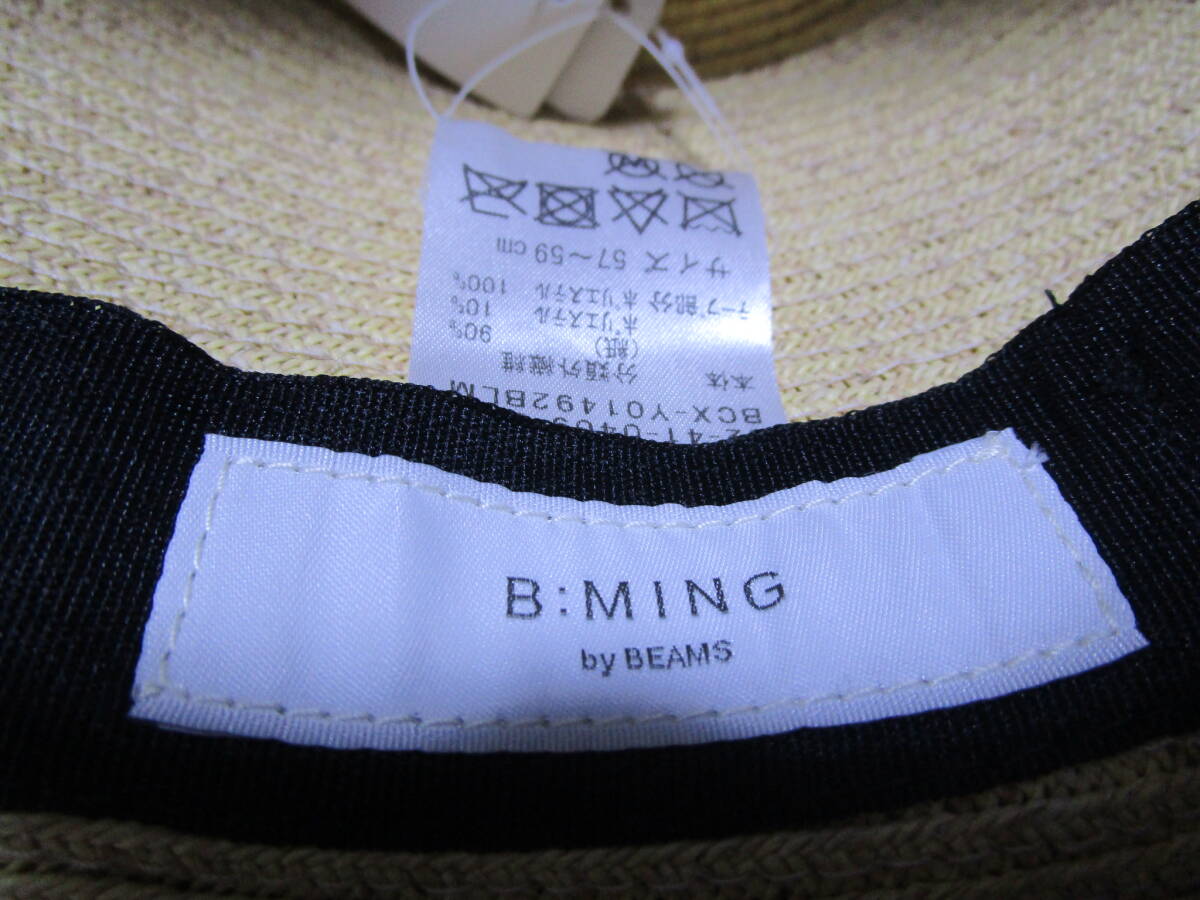 B:MING
by BEAMS
BCX-Y01492BLM
本体
分類外繊維
(紙) 90%
ポリエステル 10%
テープ部分 ポリエステル 100%
サイズ 57～59cm